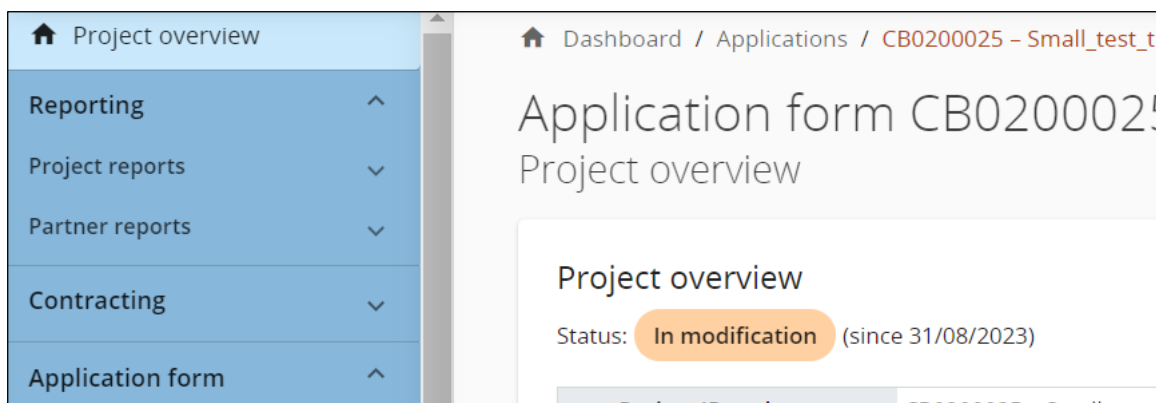 Project overview
Reporting
Project reports
Partner reports
Contracting
Application form
Dashboard / Applications / CB0200025 – Small_test_t
Application form CB0200025
Project overview
Project overview
Status: In modification (since 31/08/2023)